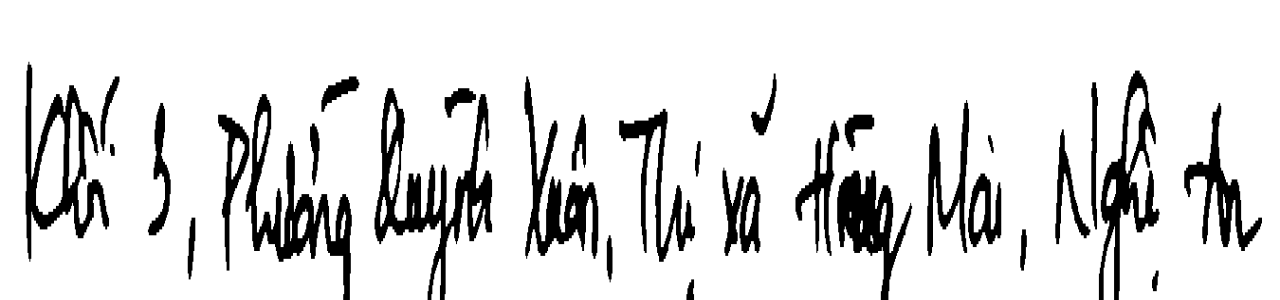 Khối 3, Phường Quỳnh Xuân, Thị xã Hoàng Mai, Nghệ An